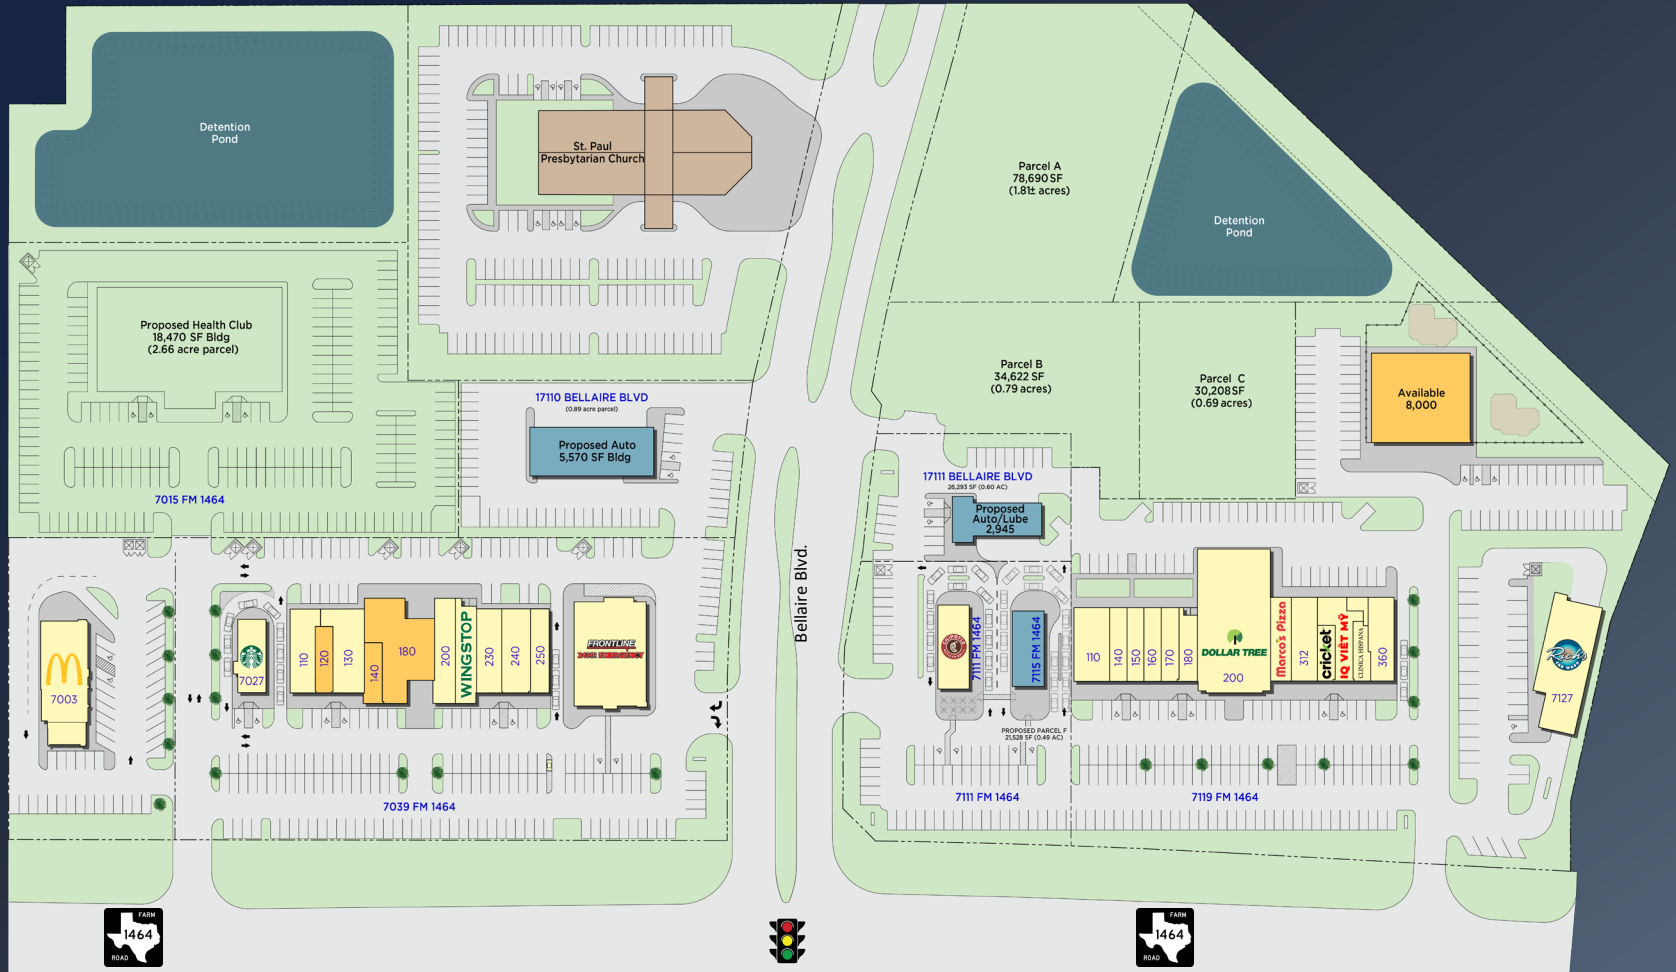 Detention
Pond
St. Paul
Presbytarian Church
Parcel A
78,690 SF
(1.81± acres)
Detention
Pond
Proposed Health Club
18,470 SF Bldg
(2.66 acre parcel)
7015 FM 1464
17110 BELLAIRE BLVD
(0.89 acre parcel)
Proposed Auto
5,570 SF Bldg
Parcel B
34,622 SF
(0.79 acres)
Parcel C
30,208 SF
(0.69 acres)
Available
8,000
17111 BELLAIRE BLVD
26,293 SF (0.60 AC)
Proposed
Auto/Lube
2,945
Bellaire Blvd.
7003
7027
110
120
130
140
180
200
WINGSTOP
230
240
250
FRONTLINE
24HR EMERGENCY
7039 FM 1464
CHIPOTLE
7111 FM 1464
7115 FM 1464
PROPOSED PARCEL F
21,528 SF (0.49 AC)
7111 FM 1464
110
140
150
160
170
180
DOLLAR TREE
200
Marco's Pizza
312
cricket
IQ VIỆT MỸ
CLINICA HISPANA
360
7119 FM 1464
7127
FARM
1464
ROAD
FARM
1464
ROAD